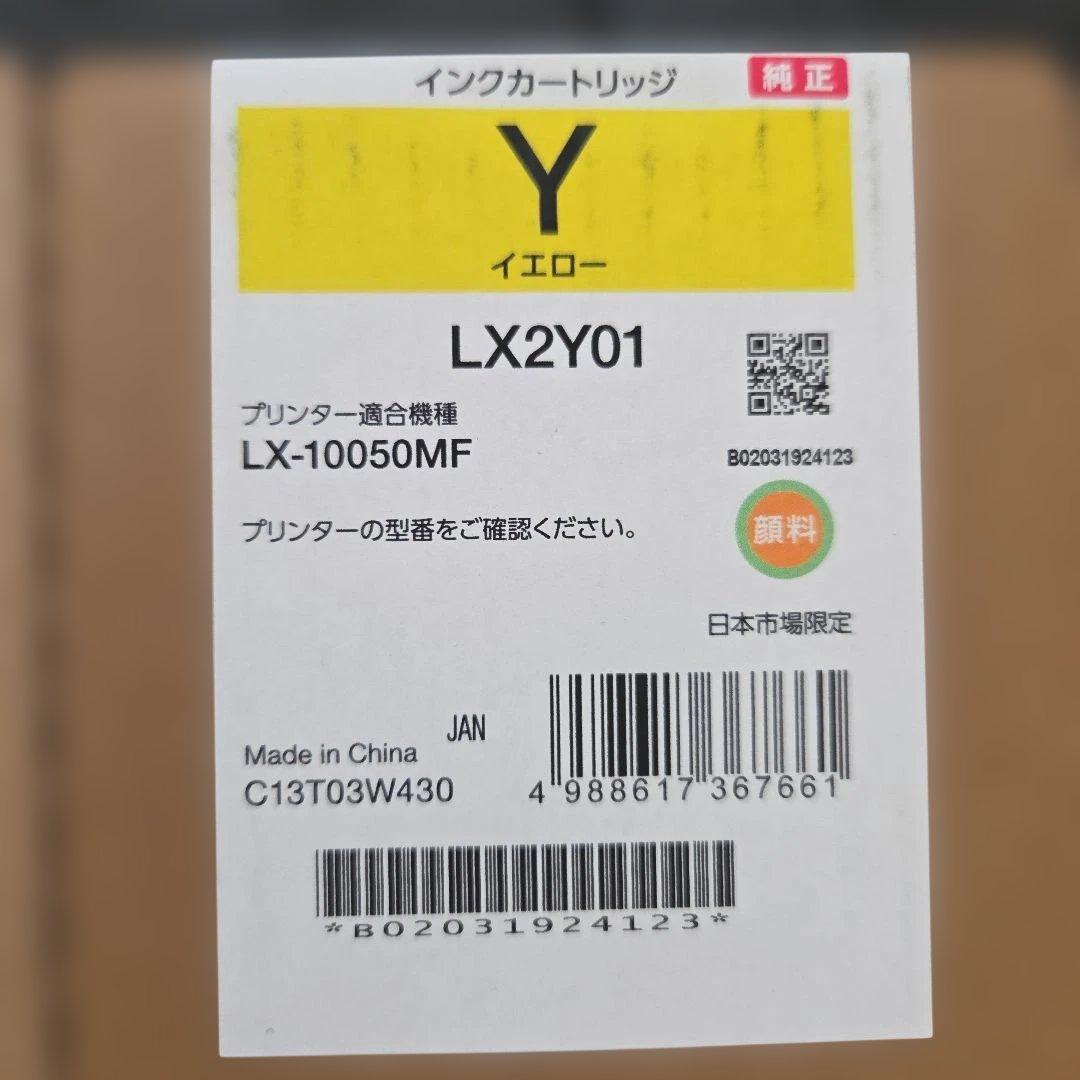 インクカートリッジ
純正
Y
イエロー
LX2Y01
プリンター適合機種
LX-10050MF
B02031924123
プリンターの型番をご確認ください。
顔料
日本市場限定
JAN
Made in China
C13T03W430
4 988617 367661
*B02031924123*